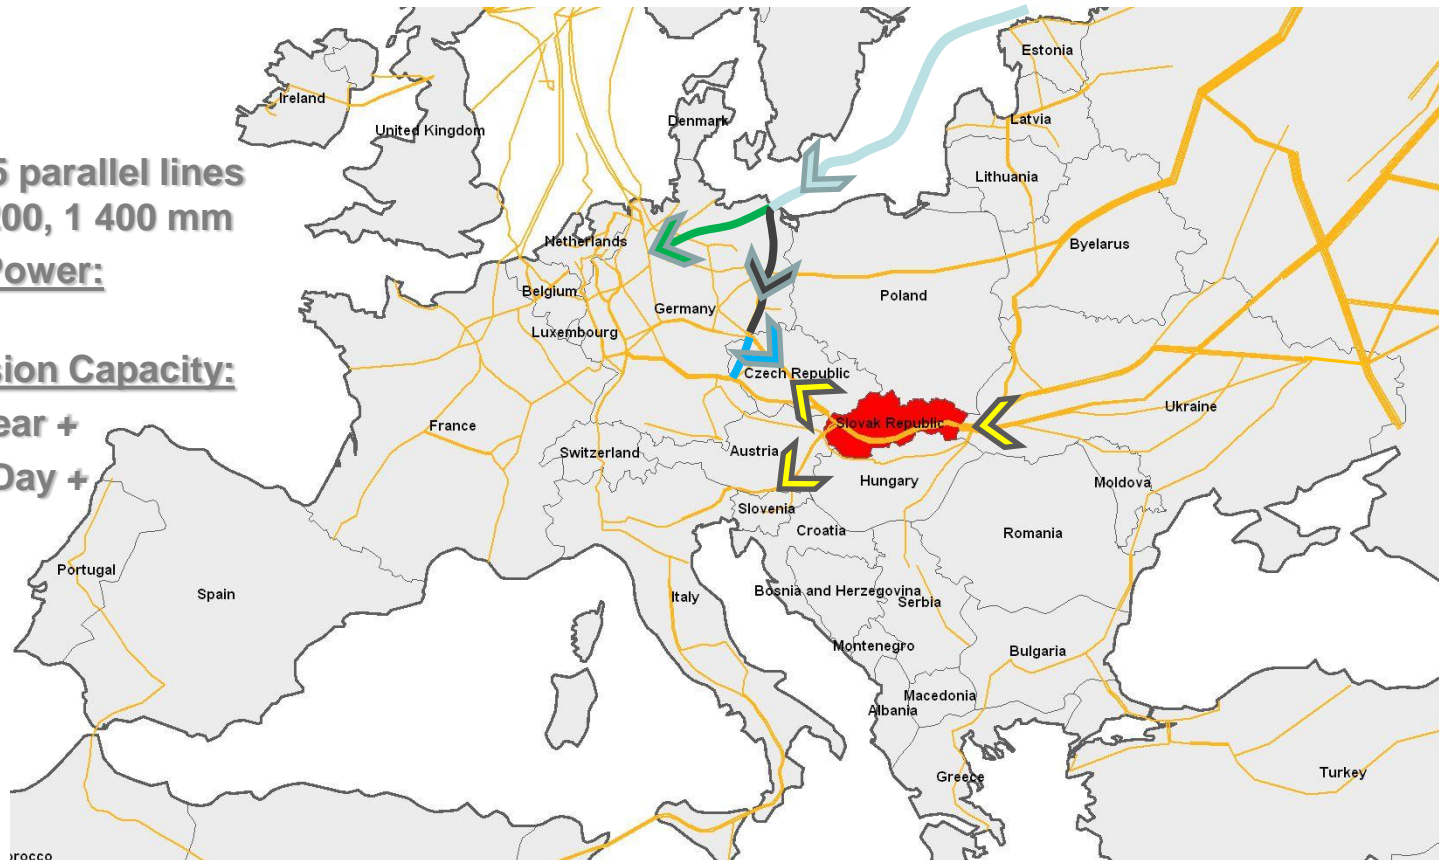 5 parallel lines
200, 1 400 mm
Power:
sion Capacity:
ear +
Day +
Estonia
Ireland
Denmark
Latvia
United Kingdom
Lithuania
Netherlands
Byelarus
Belgium
Poland
Germany
Luxembourg
Czech Republic
Ukraine
Slovak Republic
France
Switzerland
Austria
Hungary
Moldova
Slovenia
Croatia
Romania
Portugal
Spain
Bosnia and Herzegovina
Italy
Serbia
Montenegro
Bulgaria
Macedonia
Albania
Greece
Turkey
orocco